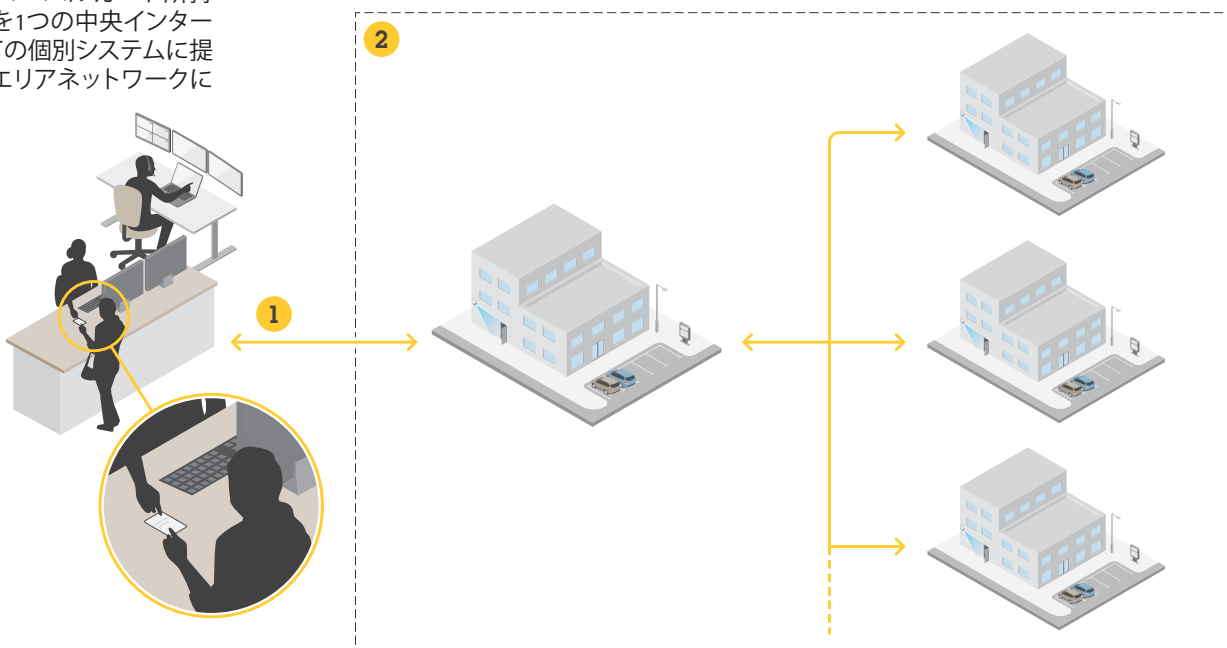 を1つの中央インター
の個別システムに提
エリアネットワークに
2
1